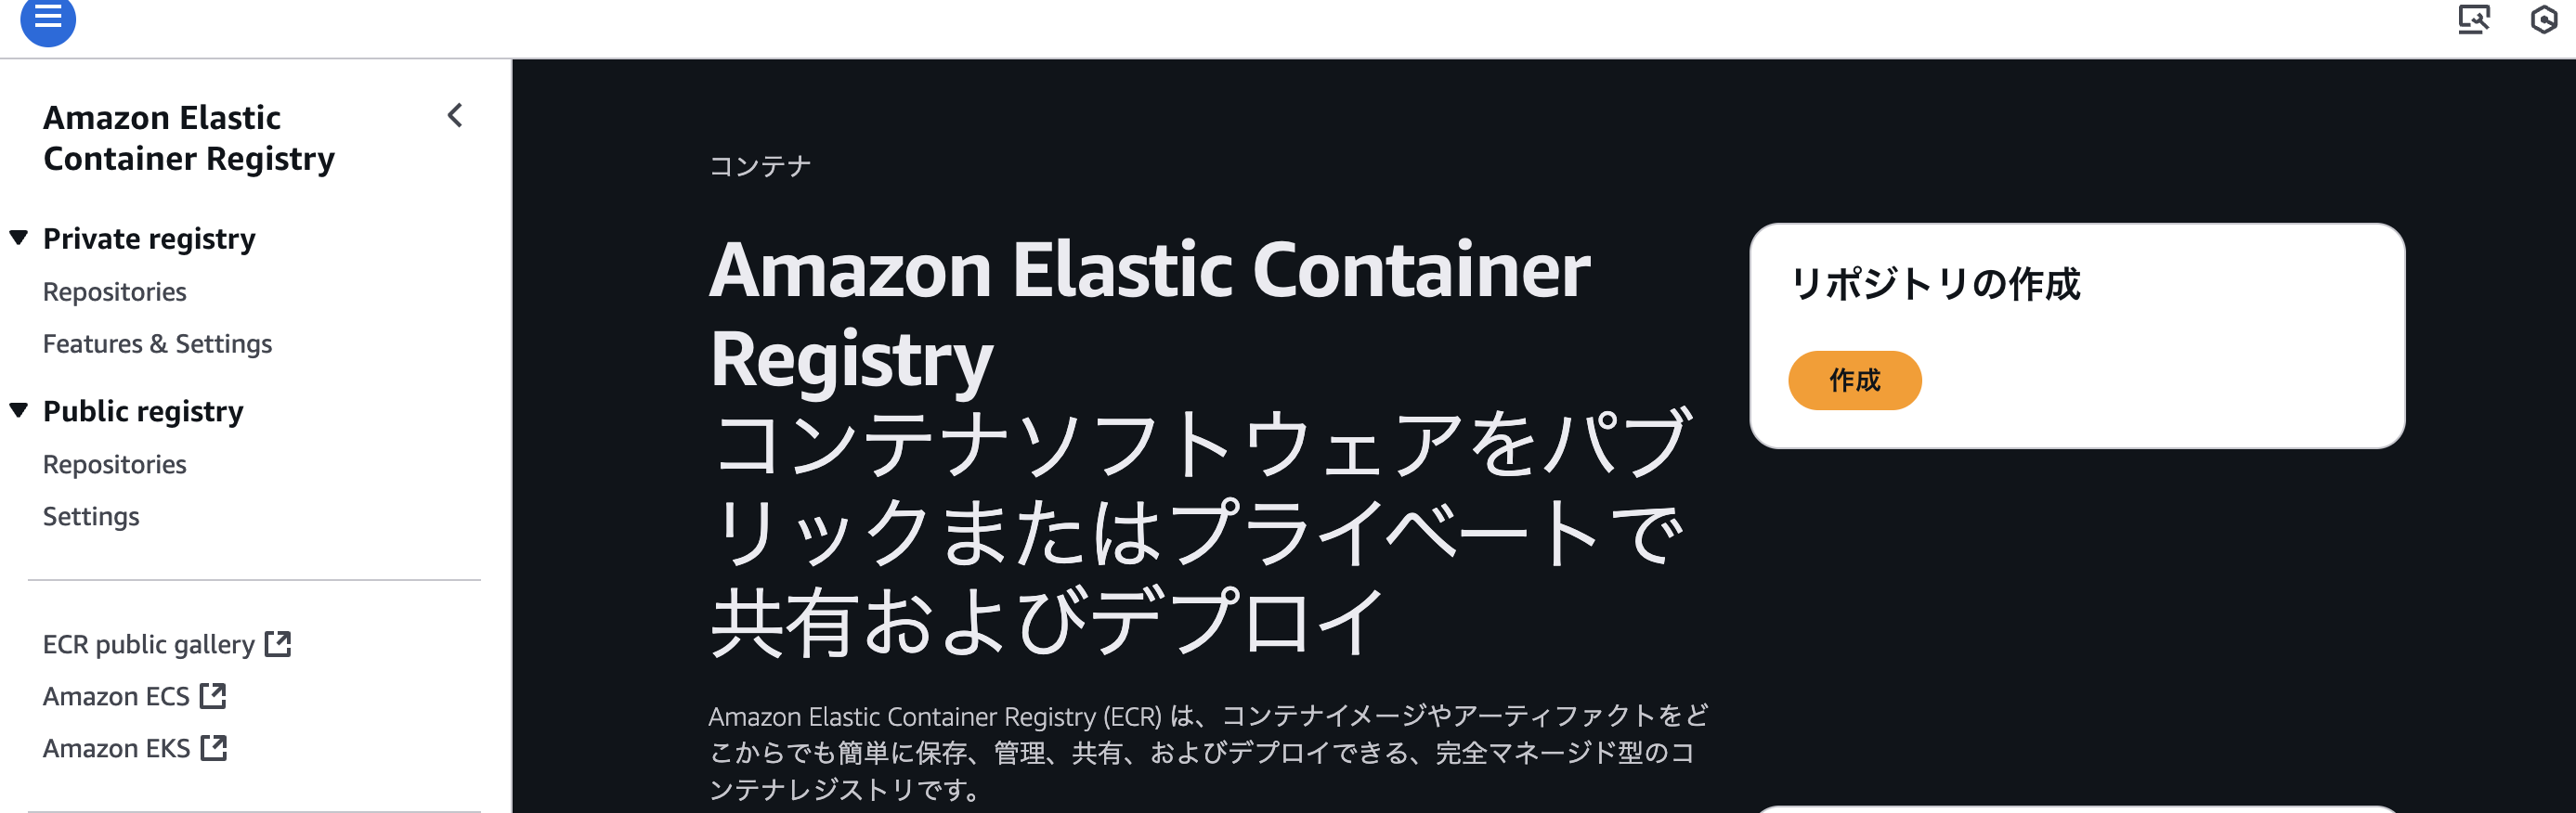 Amazon Elastic
Container Registry
Private registry
Repositories
Features & Settings
Public registry
Repositories
Settings
ECR public gallery
Amazon ECS
Amazon EKS
コンテナ
Amazon Elastic Container
Registry
コンテナソフトウェアをパブ
リックまたはプライベートで
共有およびデプロイ
Amazon Elastic Container Registry (ECR) は、コンテナイメージやアーティファクトをど
こからでも簡単に保存、管理、共有、およびデプロイできる、完全マネージド型のコ
ンテナレジストリです。
リポジトリの作成
作成